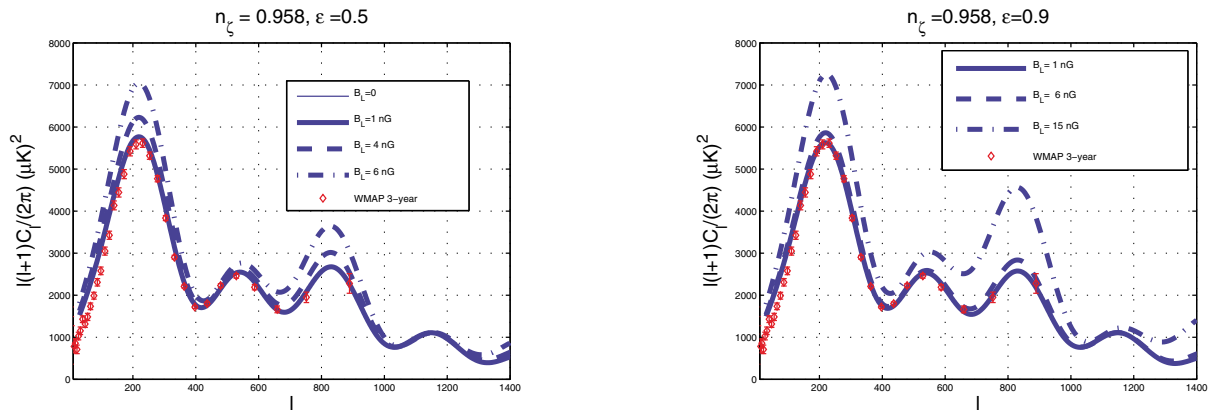 n_ζ = 0.958, ε =0.5
l(l+1)C_l/(2π) (μK)^2
8000
7000
6000
5000
4000
3000
2000
1000
0
B_L=0
B_L=1 nG
B_L= 4 nG
B_L= 6 nG
WMAP 3-year
200
400
600
800
1000
1200
1400
l
n_ζ =0.958, ε=0.9
l(l+1)C_l/(2π) (μK)^2
8000
7000
6000
5000
4000
3000
2000
1000
0
B_L= 1 nG
B_L= 6 nG
B_L= 15 nG
WMAP 3-year
200
400
600
800
1000
1200
1400
l